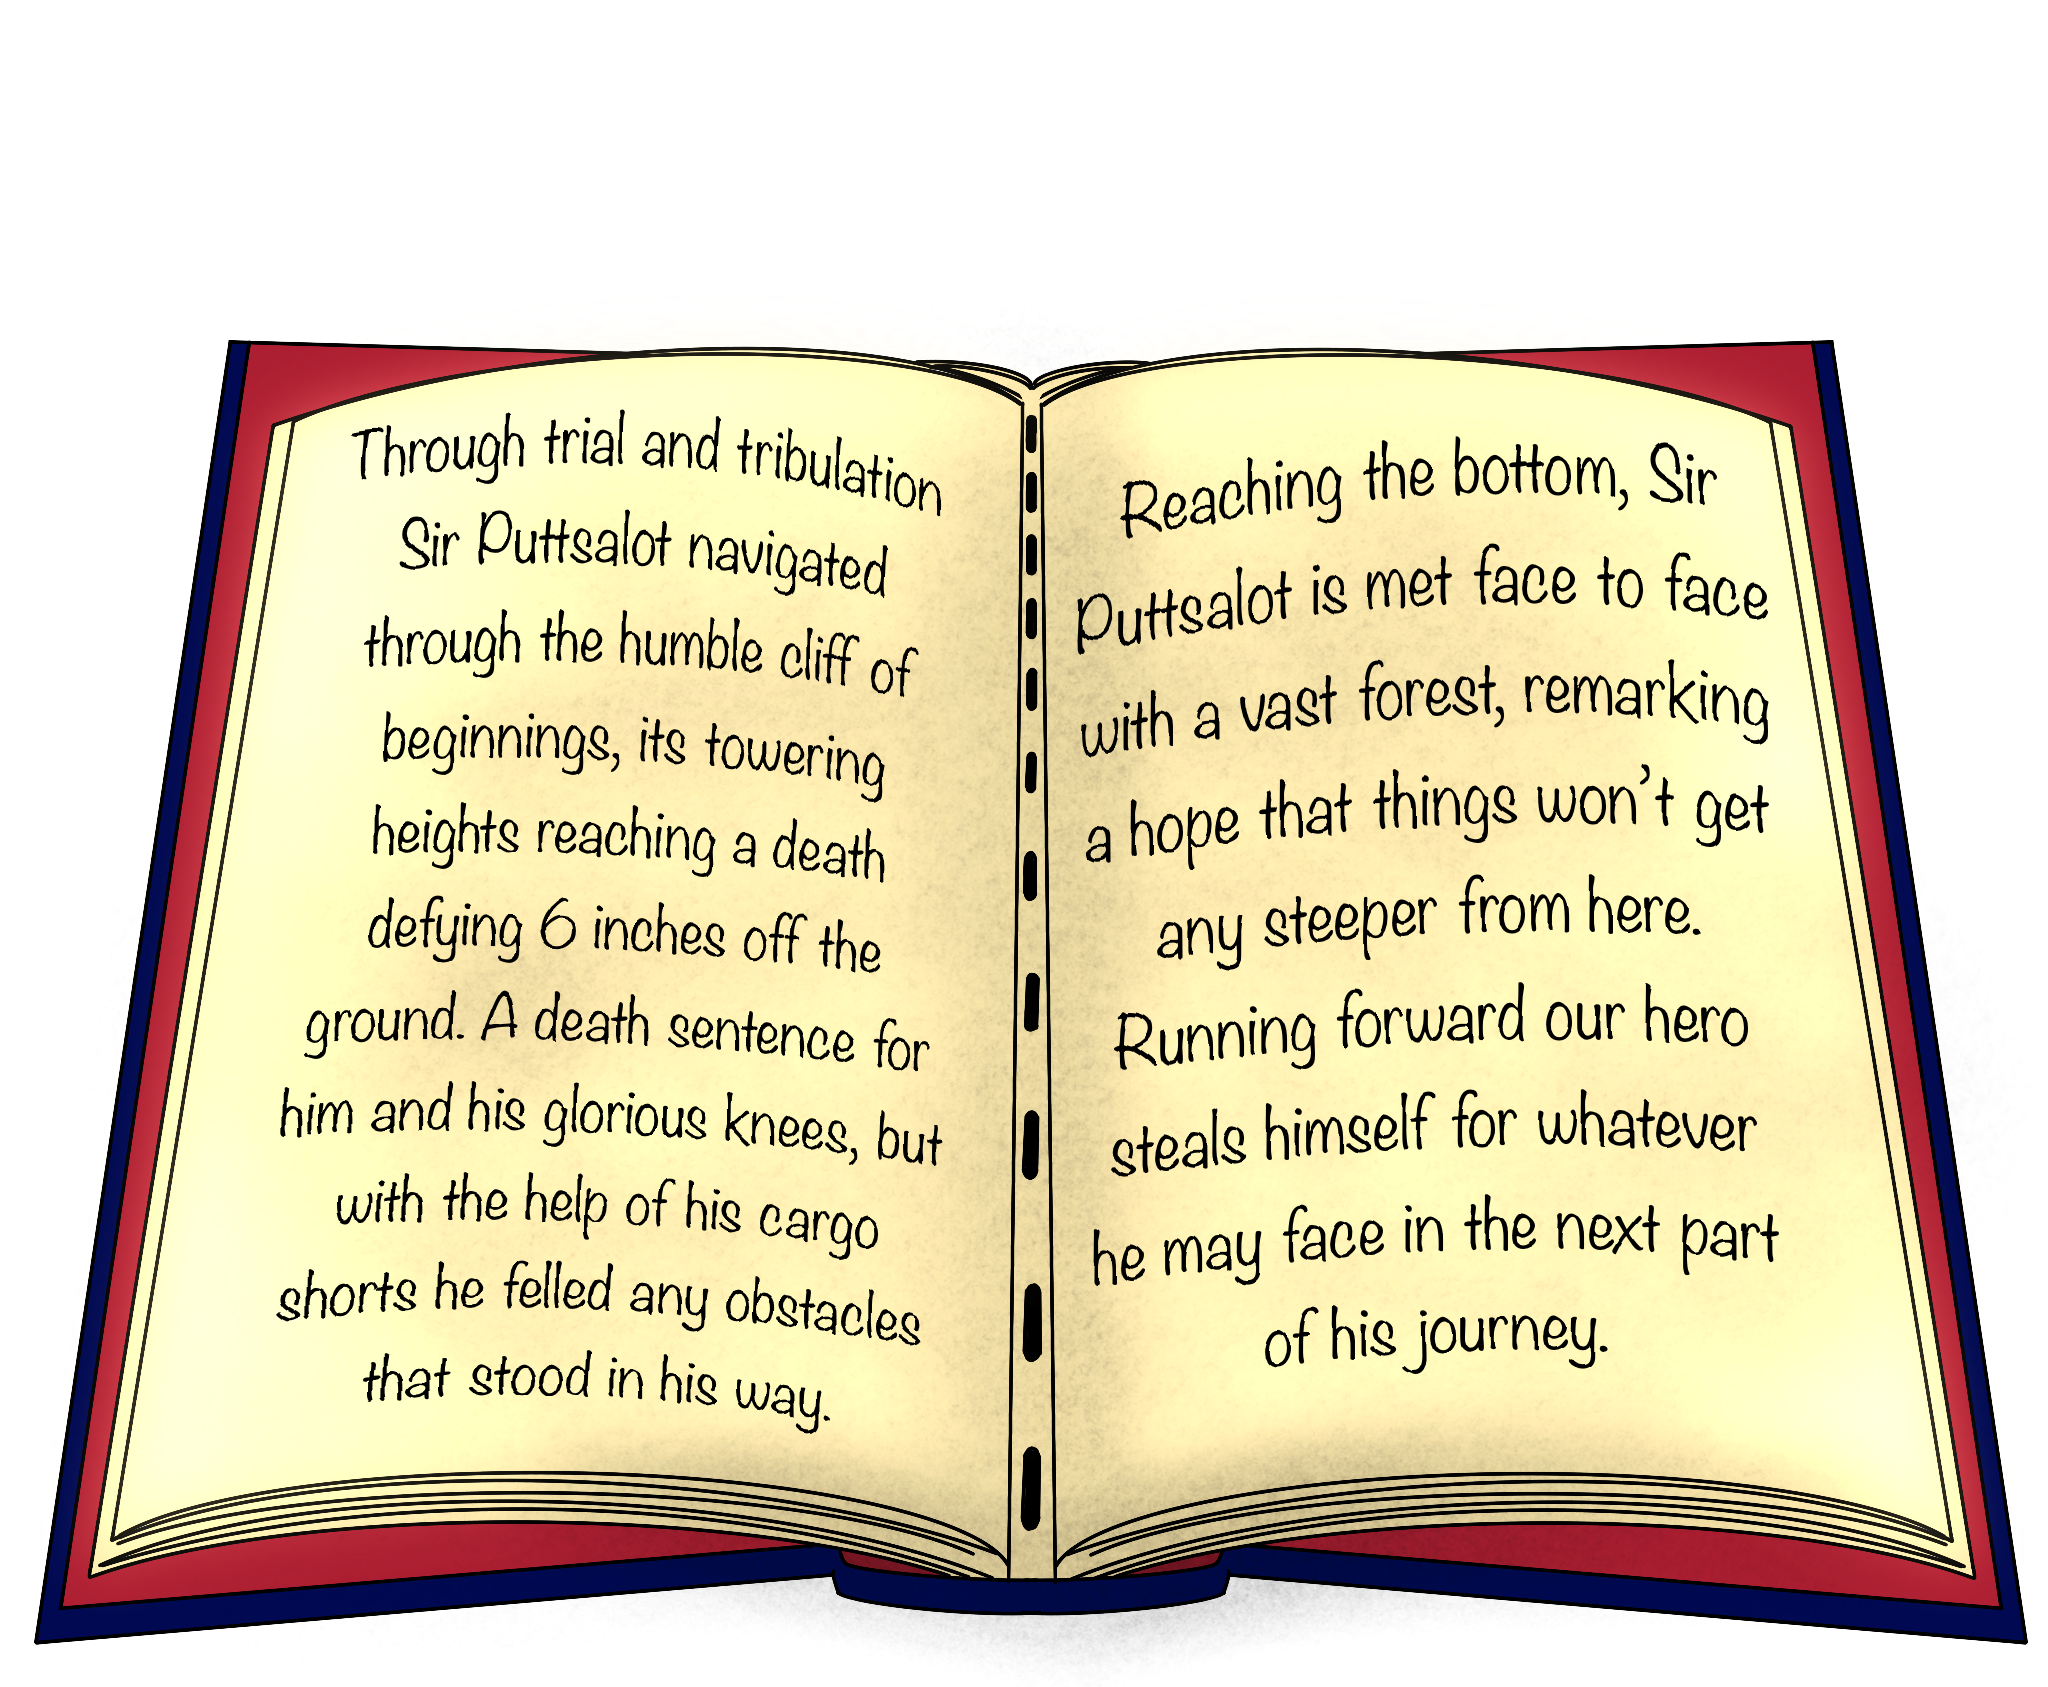 Through trial and tribulation
Sir Puttsalot navigated
through the humble cliff of
beginnings, its towering
heights reaching a death
defying 6 inches off the
ground. A death sentence for
him and his glorious knees, but
with the help of his cargo
shorts he felled any obstacles
that stood in his way.
Reaching the bottom, Sir
Puttsalot is met face to face
with a vast forest, remarking
a hope that things won't get
any steeper from here.
Running forward our hero
steals himself for whatever
he may face in the next part
of his journey.